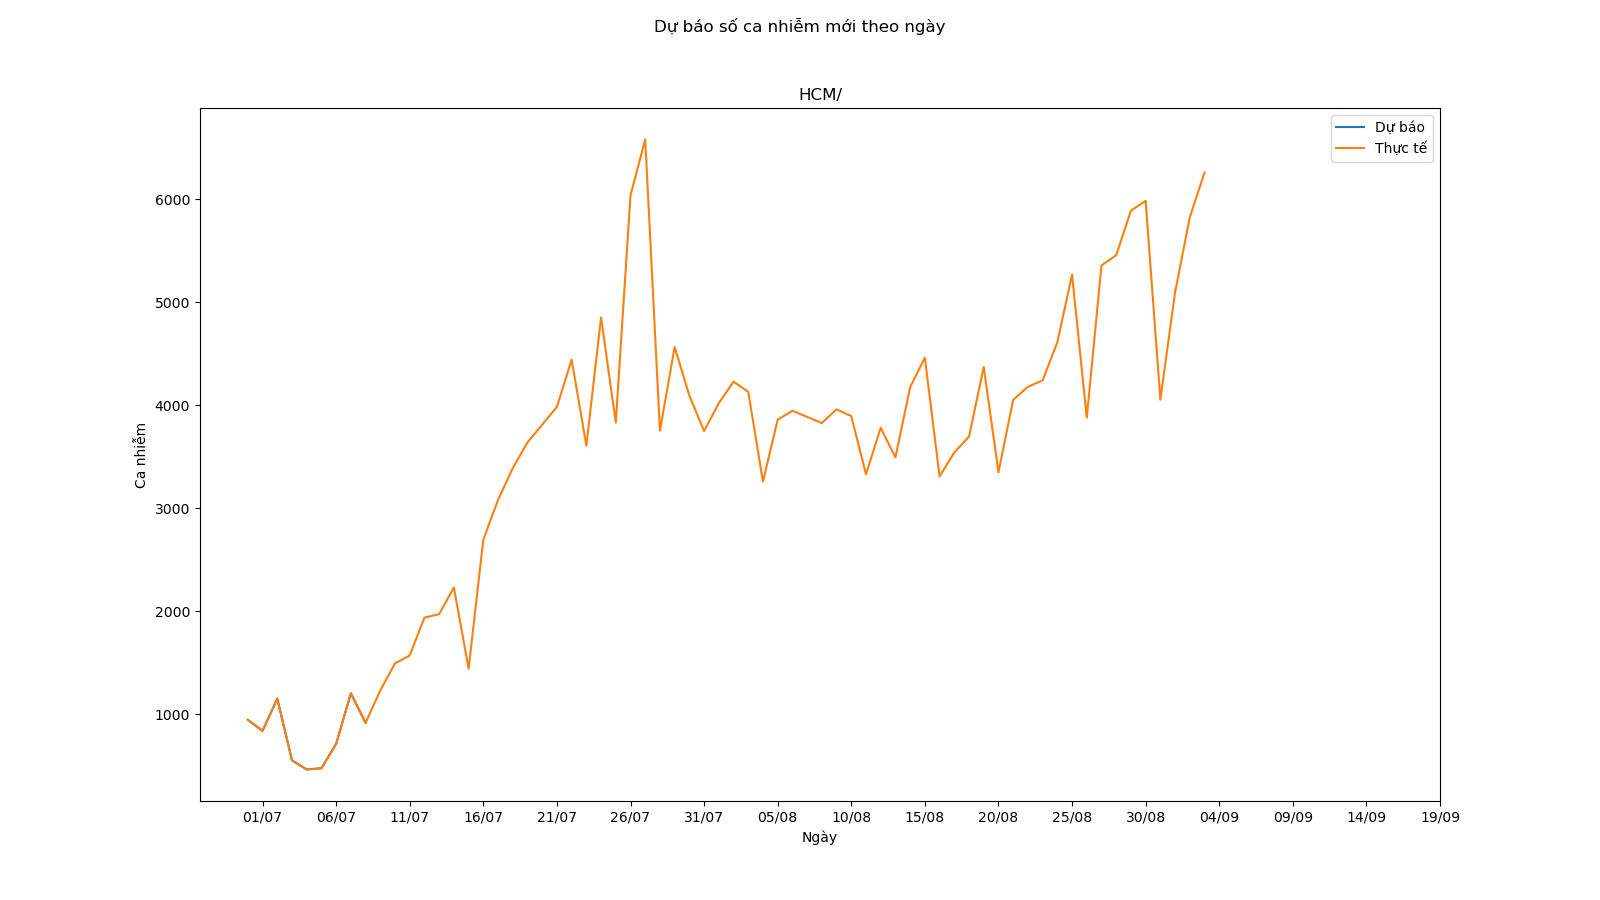 Dự báo số ca nhiễm mới theo ngày
HCM/
Dự báo
Thực tế
6000
5000
4000
3000
2000
1000
Ca nhiễm
01/07 06/07 11/07 16/07 21/07 26/07 31/07 05/08 10/08 15/08 20/08 25/08 30/08 04/09 09/09 14/09 19/09
Ngày